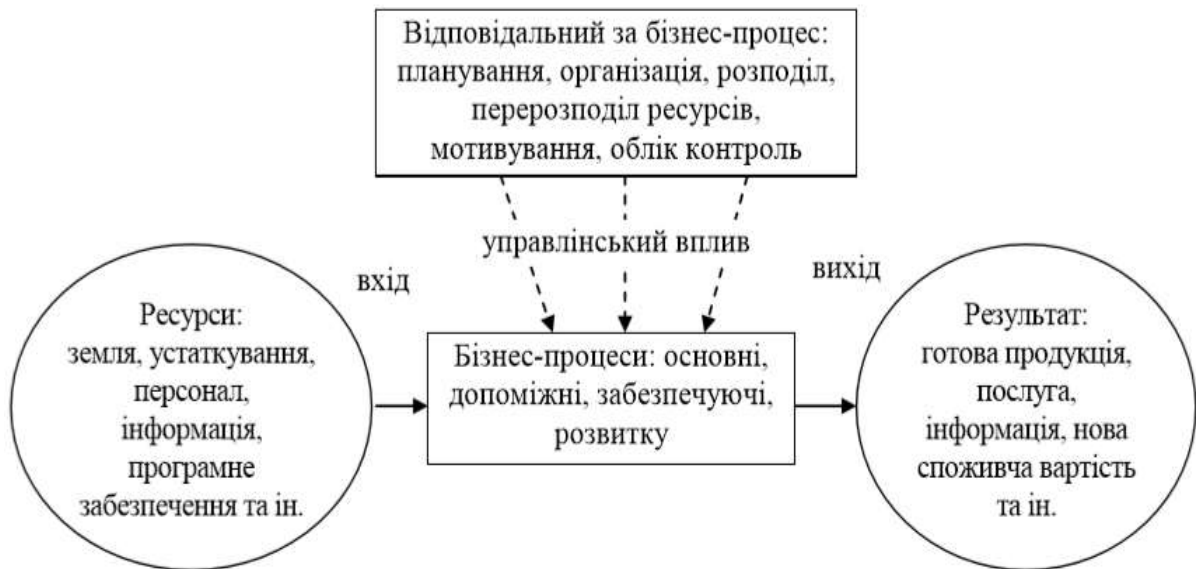 Відповідальний за бізнес-процес:
планування, організація, розподіл,
перерозподіл ресурсів,
мотивування, облік контроль
управлінський вплив
вхід
вихід
Ресурси:
земля, устаткування,
персонал,
інформація,
програмне
забезпечення та ін.
Бізнес-процеси: основні,
допоміжні, забезпечуючі,
розвитку
Результат:
готова продукція,
послуга,
інформація, нова
споживча вартість
та ін.